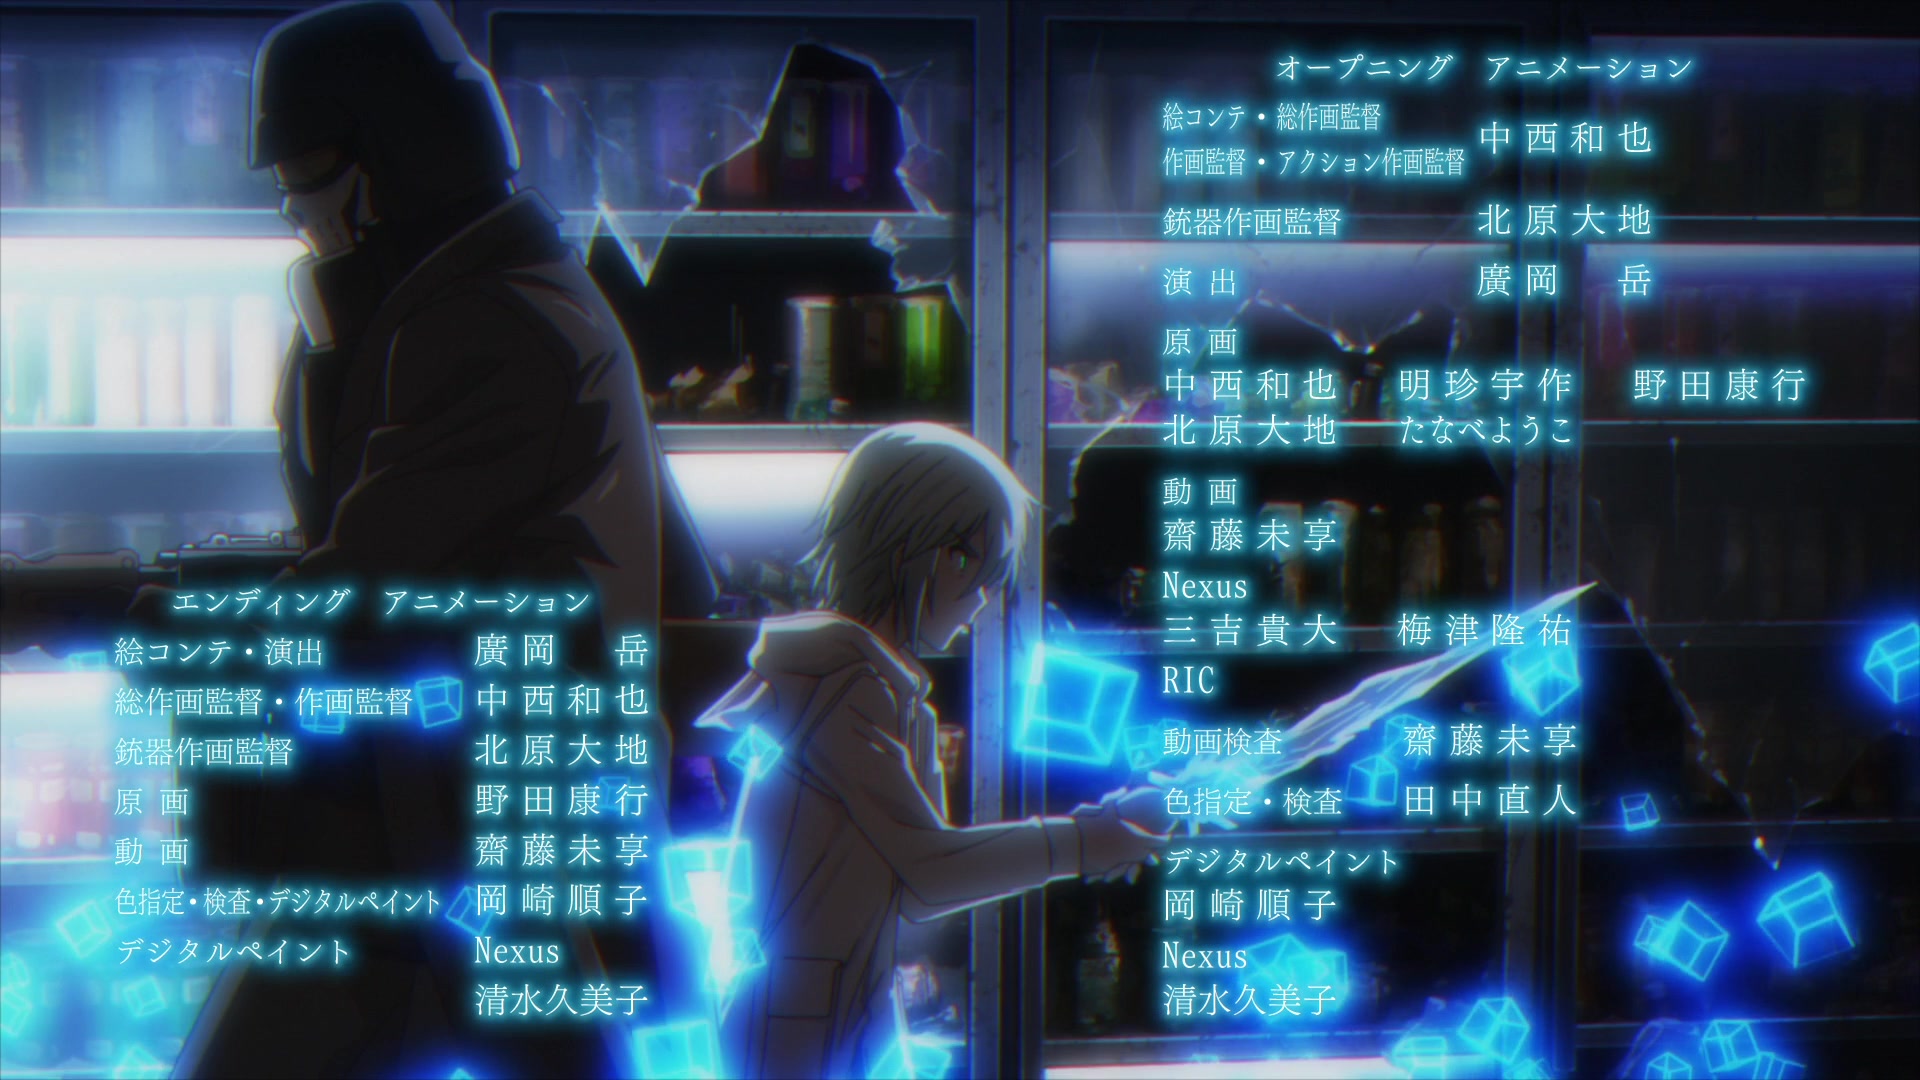 オープニング　アニメーション
絵コンテ・総作画監督
作画監督・アクション作画監督　中西和也
銃器作画監督　北原大地
演出　廣岡　岳
原画
中西和也　明珍宇作　野田康行
北原大地　たなべようこ
動画
齋藤未享
Nexus
三吉貴大　梅津隆祐
RIC
動画検査　齋藤未享
色指定・検査　田中直人
デジタルペイント
岡崎順子
Nexus
清水久美子
エンディング　アニメーション
絵コンテ・演出　廣岡　岳
総作画監督・作画監督　中西和也
銃器作画監督　北原大地
原画　野田康行
動画　齋藤未享
色指定・検査・デジタルペイント　岡崎順子
デジタルペイント　Nexus
清水久美子